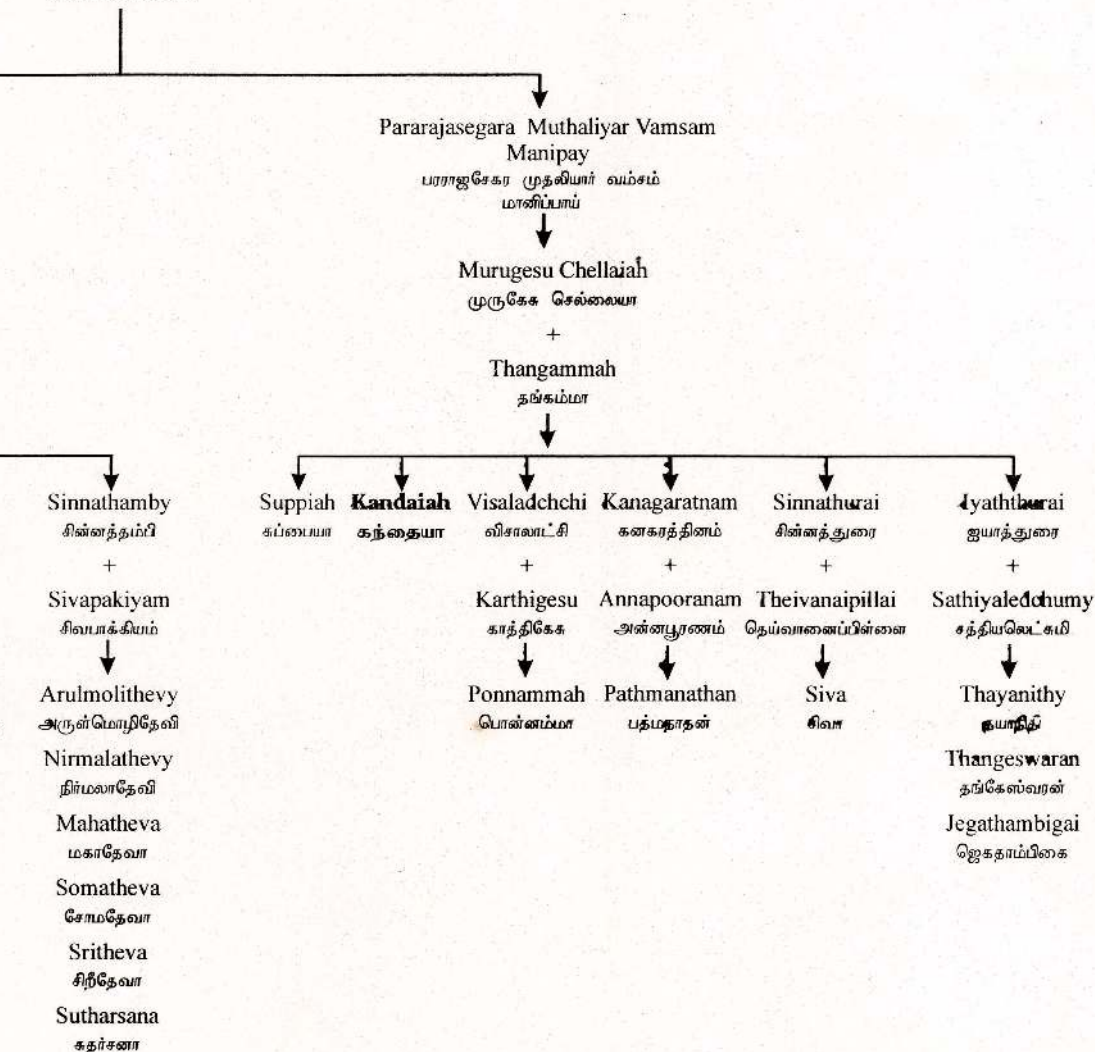 Pararajasegara Muthaliyar Vamsam
Manipay
பரராஜசேகர முதலியார் வம்சம்
மானிப்பாய்
Murugesu Chellaiah
முருகேசு செல்லையா
+
Thangammah
தங்கம்மா
Sinnathamby
சின்னத்தம்பி
+
Sivapakiyam
சிவபாக்கியம்
Arulmolithevy
அருள்மொழிதேவி
Nirmalathevy
நிர்மலாதேவி
Mahatheva
மகாதேவா
Somatheva
சோமதேவா
Sritheva
சிறீதேவா
Sutharsana
சுதர்சனா
Suppiah
சுப்பையா
Kandaiah
கந்தையா
Visaladchchi
விசாலாட்சி
+
Karthigesu
காத்திகேசு
Ponnammah
பொன்னம்மா
Kanagaratnam
கனகரத்தினம்
+
Annapooranam
அன்னபூரணம்
Pathmanathan
பத்மநாதன்
Sinnathurai
சின்னத்துரை
+
Theivanaipillai
தெய்வானைப்பிள்ளை
Siva
சிவா
Iyaththurai
ஐயாத்துரை
+
Sathiyaledchumy
சத்தியலெட்சுமி
Thayanithy
தயாநிதி
Thangeswaran
தங்கேஸ்வரன்
Jegathambigai
ஜெகதாம்பிகை